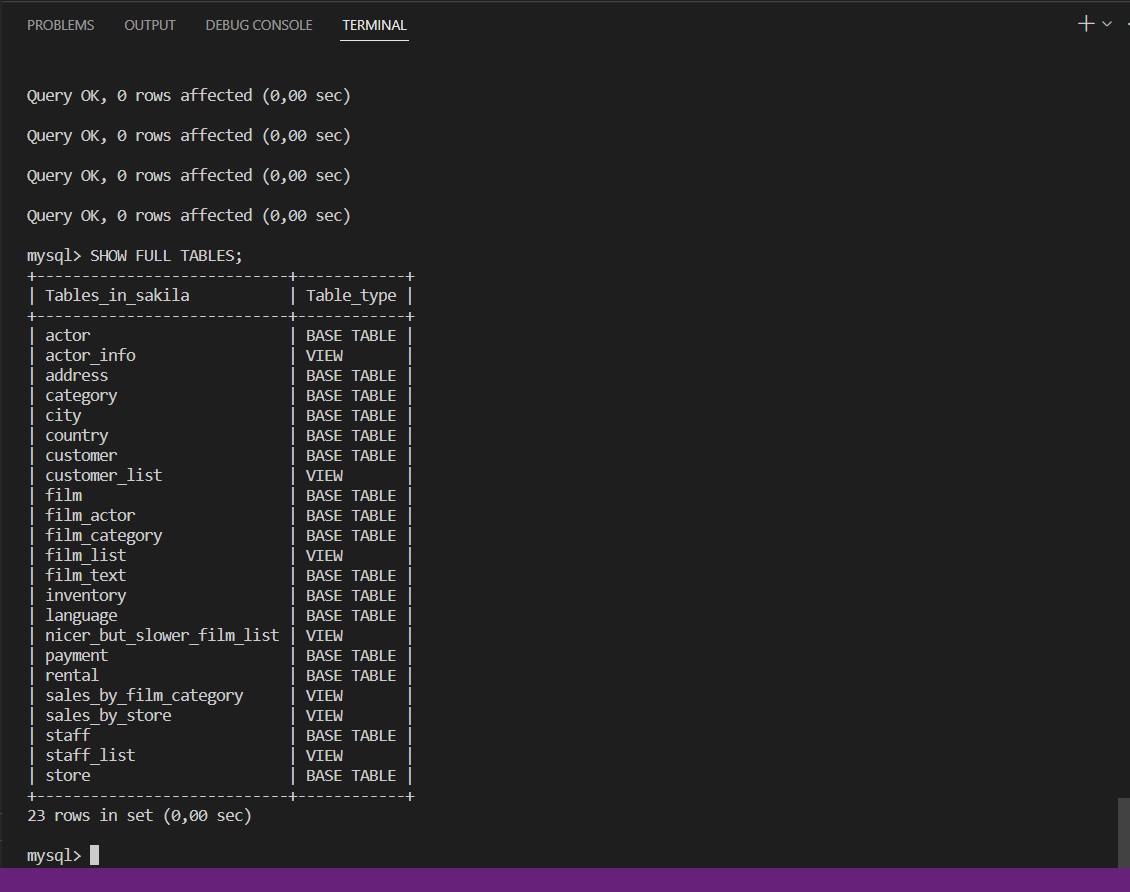 PROBLEMS OUTPUT DEBUG CONSOLE TERMINAL
Query OK, 0 rows affected (0,00 sec)
Query OK, 0 rows affected (0,00 sec)
Query OK, 0 rows affected (0,00 sec)
Query OK, 0 rows affected (0,00 sec)
mysql> SHOW FULL TABLES;
+----------------------------+------------+
| Tables_in_sakila           | Table_type |
+----------------------------+------------+
| actor                      | BASE TABLE |
| actor_info                 | VIEW       |
| address                    | BASE TABLE |
| category                   | BASE TABLE |
| city                       | BASE TABLE |
| country                    | BASE TABLE |
| customer                   | BASE TABLE |
| customer_list              | VIEW       |
| film                       | BASE TABLE |
| film_actor                 | BASE TABLE |
| film_category              | BASE TABLE |
| film_list                  | VIEW       |
| film_text                  | BASE TABLE |
| inventory                  | BASE TABLE |
| language                   | BASE TABLE |
| nicer_but_slower_film_list | VIEW       |
| payment                    | BASE TABLE |
| rental                     | BASE TABLE |
| sales_by_film_category     | VIEW       |
| sales_by_store             | VIEW       |
| staff                      | BASE TABLE |
| staff_list                 | VIEW       |
| store                      | BASE TABLE |
+----------------------------+------------+
23 rows in set (0,00 sec)
mysql>